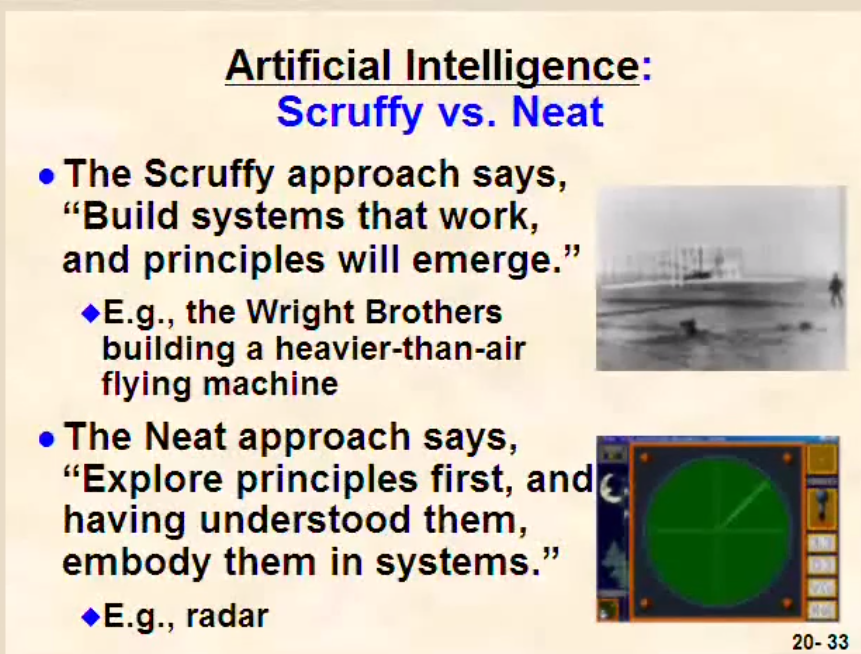 Artificial Intelligence:
Scruffy vs. Neat
• The Scruffy approach says,
“Build systems that work,
and principles will emerge.”
◆E.g., the Wright Brothers
building a heavier-than-air
flying machine
• The Neat approach says,
“Explore principles first, and
having understood them,
embody them in systems.”
◆E.g., radar
20- 33